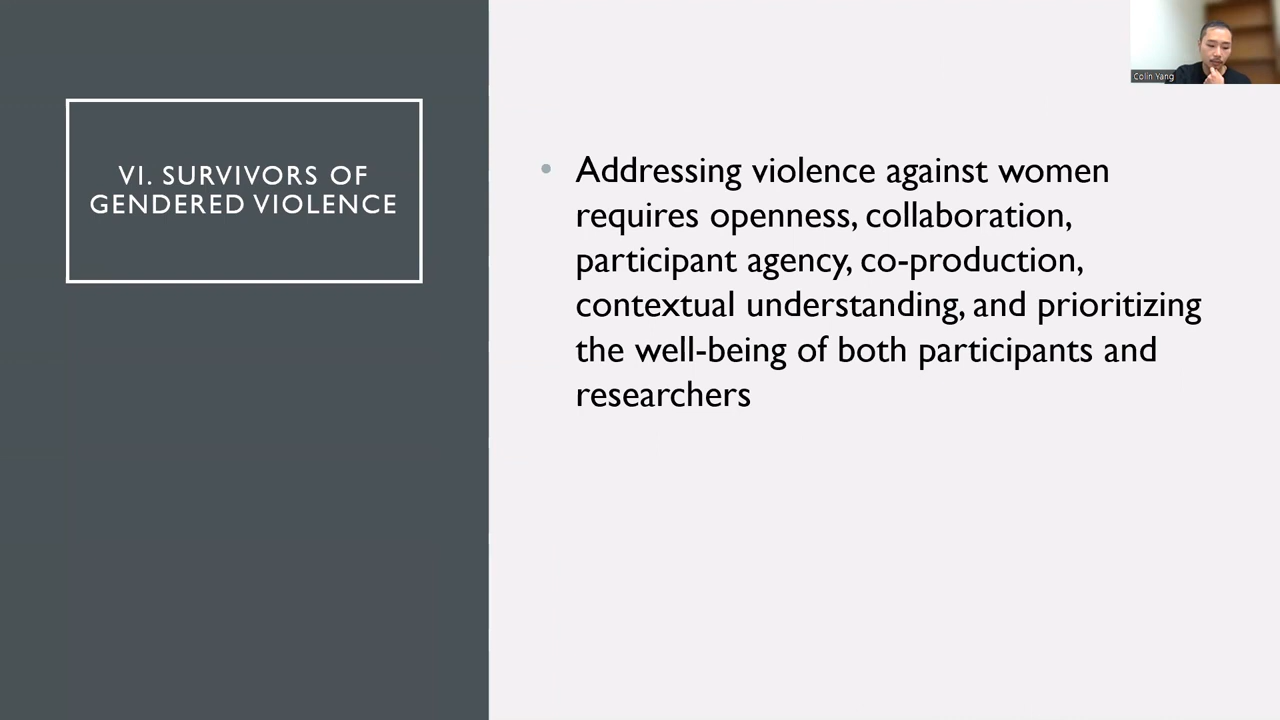 VI. SURVIVORS OF
GENDERED VIOLENCE
• Addressing violence against women
requires openness, collaboration,
participant agency, co-production,
contextual understanding, and prioritizing
the well-being of both participants and
researchers
Colin Yang